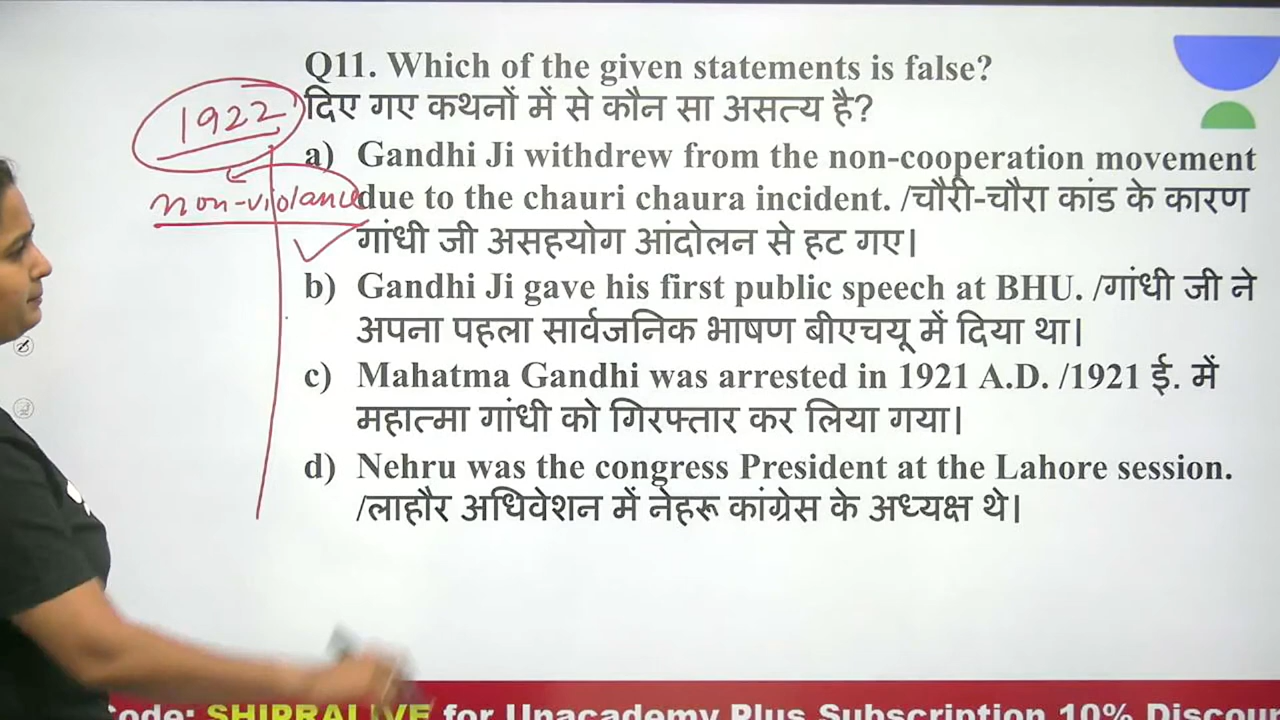 Q11. Which of the given statements is false?
दिए गए कथनों में से कौन सा असत्य है?
1922
a) Gandhi Ji withdrew from the non-cooperation movement
non-violance
due to the chauri chaura incident. /चौरी-चौरा कांड के कारण
गांधी जी असहयोग आंदोलन से हट गए।
b) Gandhi Ji gave his first public speech at BHU. /गांधी जी ने
अपना पहला सार्वजनिक भाषण बीएचयू में दिया था।
c) Mahatma Gandhi was arrested in 1921 A.D. /1921 ई. में
महात्मा गांधी को गिरफ्तार कर लिया गया।
d) Nehru was the congress President at the Lahore session.
/लाहौर अधिवेशन में नेहरू कांग्रेस के अध्यक्ष थे।
ode: SHIPRALIVE for Unacademy Plus Subscription 10% Discoun